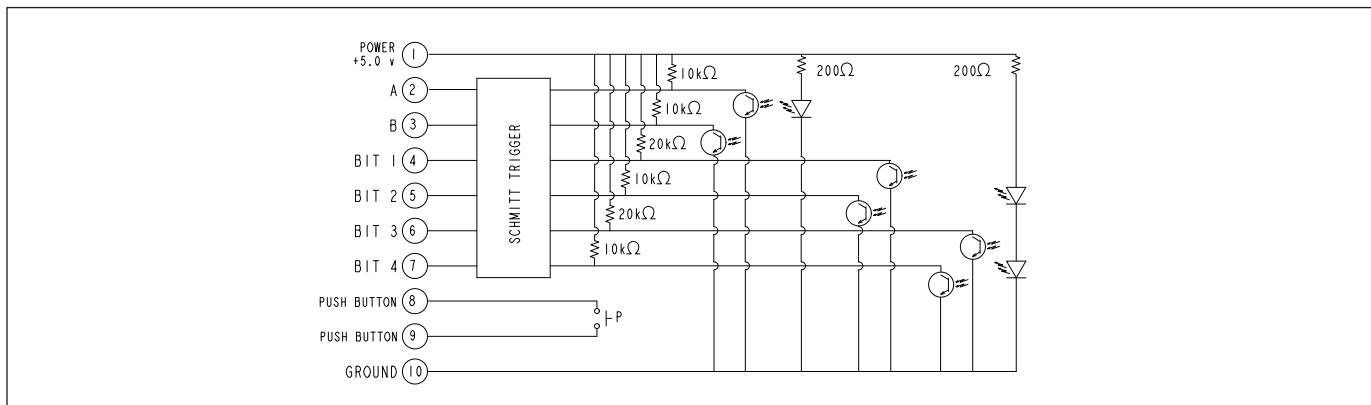 POWER
+5.0 v
1
A 2
B 3
BIT 1 4
BIT 2 5
BIT 3 6
BIT 4 7
PUSH BUTTON 8
PUSH BUTTON 9
GROUND 10
SCHMITT TRIGGER
10kΩ
10kΩ
20kΩ
10kΩ
20kΩ
10kΩ
200Ω
200Ω
P